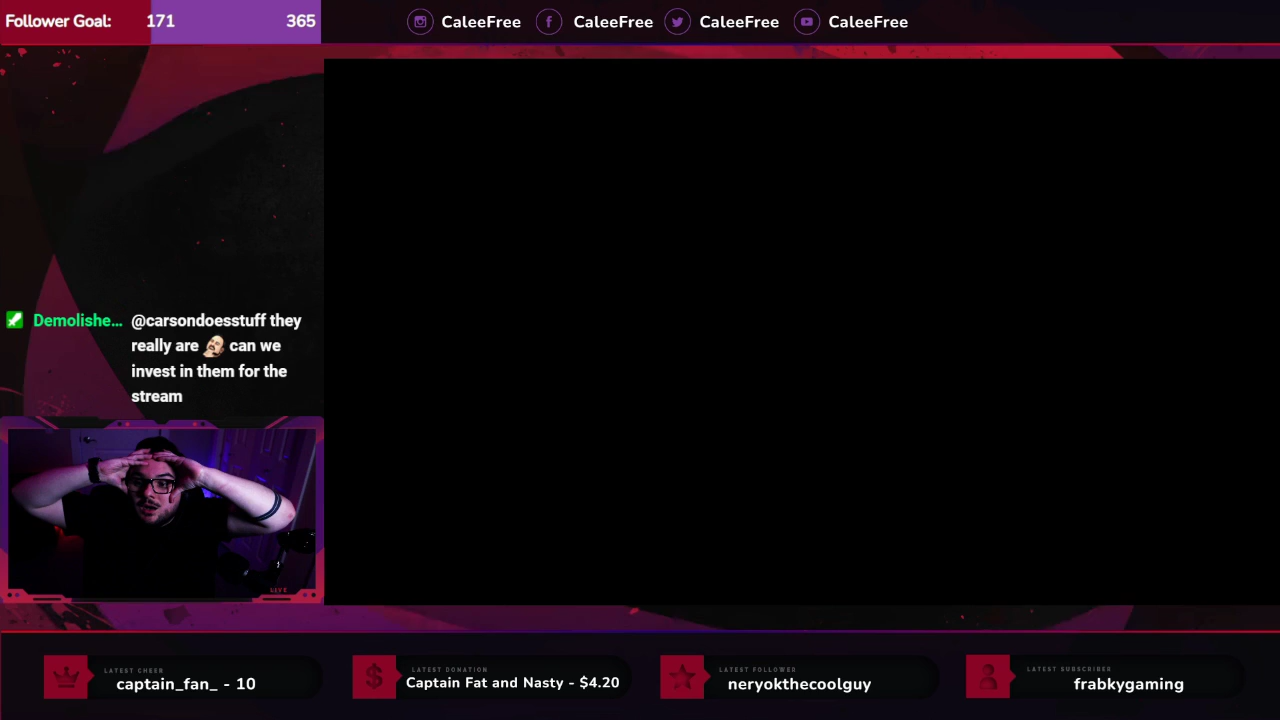 Follower Goal: 171 365
CaleeFree CaleeFree CaleeFree CaleeFree
Demolishe... @carsondoesstuff they
really are can we
invest in them for the
stream
LIVE
LATEST CHEER
captain_fan_ - 10
LATEST DONATION
Captain Fat and Nasty - $4.20
LATEST FOLLOWER
neryokthecoolguy
LATEST SUBSCRIBER
frabkygaming